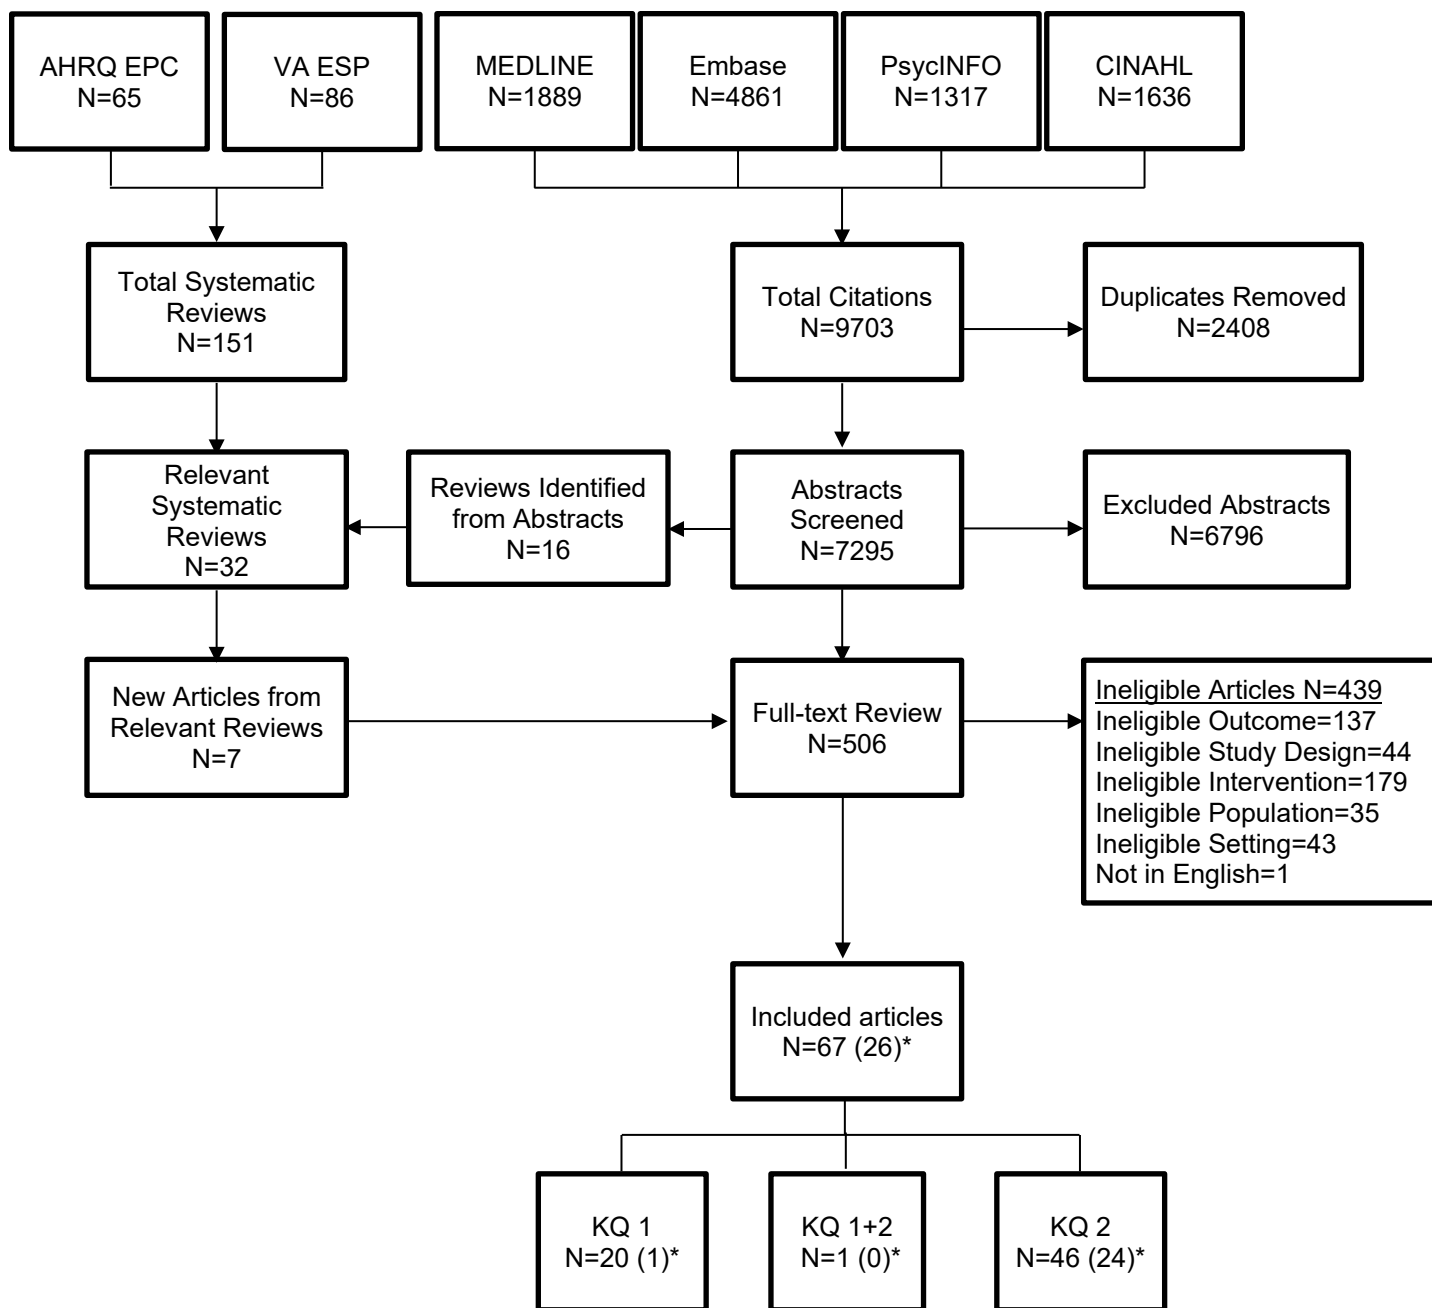 AHRQ EPC
N=65
VA ESP
N=86
MEDLINE
N=1889
Embase
N=4861
PsycINFO
N=1317
CINAHL
N=1636
Total Systematic
Reviews
N=151
Total Citations
N=9703
Duplicates Removed
N=2408
Relevant
Systematic
Reviews
N=32
Reviews Identified
from Abstracts
N=16
Abstracts
Screened
N=7295
Excluded Abstracts
N=6796
New Articles from
Relevant Reviews
N=7
Full-text Review
N=506
Ineligible Articles N=439
Ineligible Outcome=137
Ineligible Study Design=44
Ineligible Intervention=179
Ineligible Population=35
Ineligible Setting=43
Not in English=1
Included articles
N=67 (26)*
KQ 1
N=20 (1)*
KQ 1+2
N=1 (0)*
KQ 2
N=46 (24)*